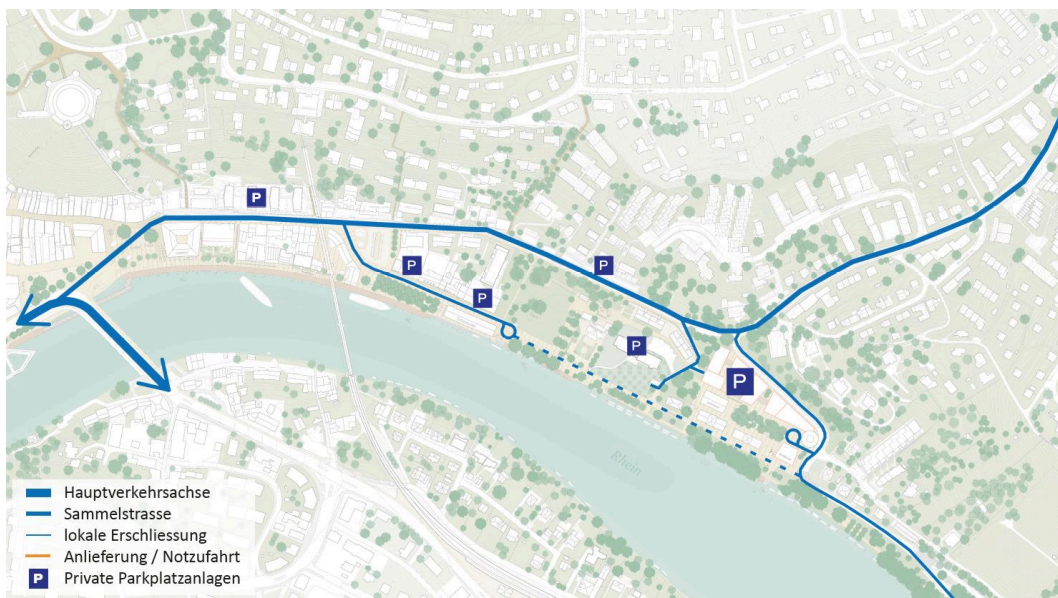 P
P
P
P
P
P
Rhein
Hauptverkehrsachse
Sammelstrasse
lokale Erschliessung
Anlieferung / Notzufahrt
P Private Parkplatzanlagen